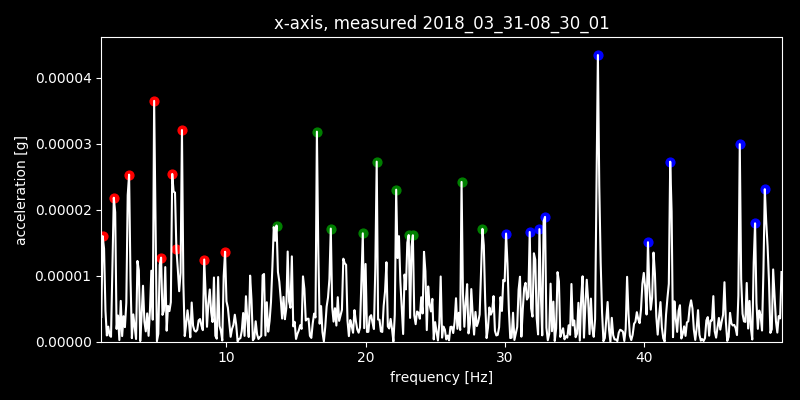 x-axis, measured 2018_03_31-08_30_01
0.00004
0.00003
0.00002
0.00001
0.00000
acceleration [g]
10 20 30 40
frequency [Hz]